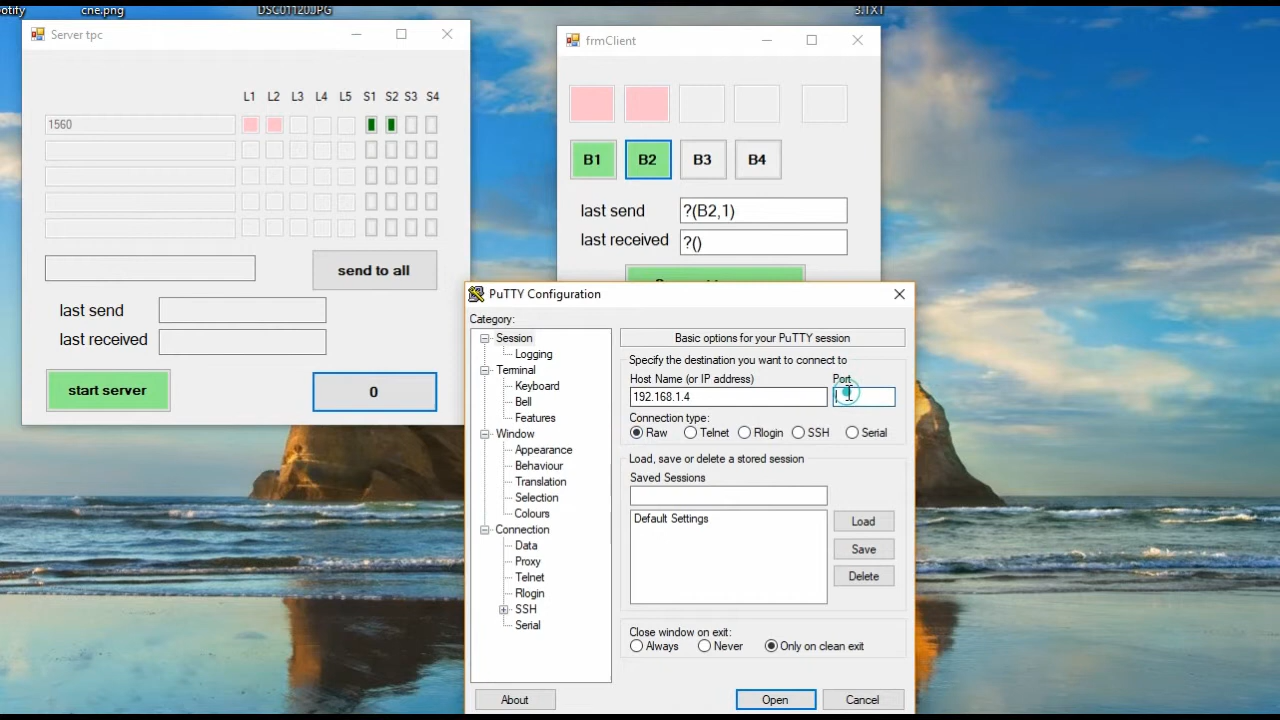 otify
cne.png
DSC01120.JPG
3.TXT
Server tpc
L1 L2 L3 L4 L5 S1 S2 S3 S4
1560
send to all
last send
last received
start server
0
frmClient
B1
B2
B3
B4
last send
?(B2,1)
last received
?()
PuTTY Configuration
Category:
Session
Logging
Terminal
Keyboard
Bell
Features
Window
Appearance
Behaviour
Translation
Selection
Colours
Connection
Data
Proxy
Telnet
Rlogin
SSH
Serial
Basic options for your PuTTY session
Specify the destination you want to connect to
Host Name (or IP address)
Port
192.168.1.4
Connection type:
Raw
Telnet
Rlogin
SSH
Serial
Load, save or delete a stored session
Saved Sessions
Default Settings
Load
Save
Delete
Close window on exit:
Always
Never
Only on clean exit
About
Open
Cancel